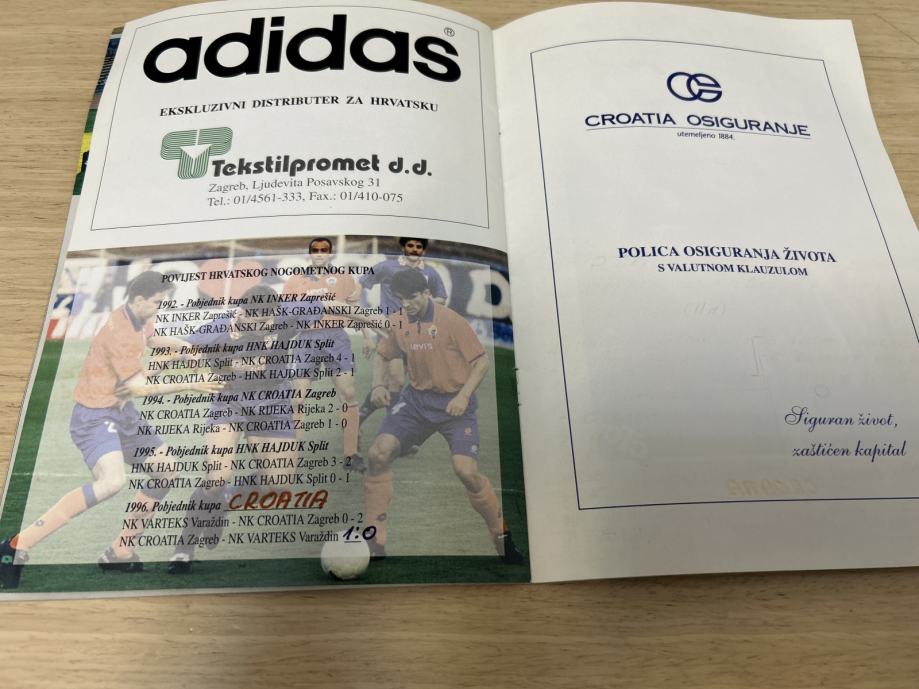 adidas®
EKSKLUZIVNI DISTRIBUTER ZA HRVATSKU
Tekstilpromet d.d.
Zagreb, Ljudevita Posavskog 31
Tel.: 01/4561-333, Fax.: 01/410-075
POVIJEST HRVATSKOG NOGOMETNOG KUPA
1992. - Pobjednik kupa NK INKER Zaprešić
NK INKER Zaprešić - NK HAŠK-GRAĐANSKI Zagreb 1 - 1
NK HAŠK-GRAĐANSKI Zagreb - NK INKER Zaprešić 0 - 1
1993. - Pobjednik kupa HNK HAJDUK Split
HNK HAJDUK Split - NK CROATIA Zagreb 4 - 1
NK CROATIA Zagreb - HNK HAJDUK Split 2 - 1
1994. - Pobjednik kupa NK CROATIA Zagreb
NK CROATIA Zagreb - NK RIJEKA Rijeka 2 - 0
NK RIJEKA Rijeka - NK CROATIA Zagreb 1 - 0
1995. - Pobjednik kupa HNK HAJDUK Split
HNK HAJDUK Split - NK CROATIA Zagreb 3 - 2
NK CROATIA Zagreb - HNK HAJDUK Split 0 - 1
1996. Pobjednik kupa CROATIA
NK VARTEKS Varaždin - NK CROATIA Zagreb 0 - 2
NK CROATIA Zagreb - NK VARTEKS Varaždin 1:0
CROATIA OSIGURANJE
utemeljeno 1884.
POLICA OSIGURANJA ŽIVOTA
S VALUTNOM KLAUZULOM
Siguran život,
zaštićen kapital